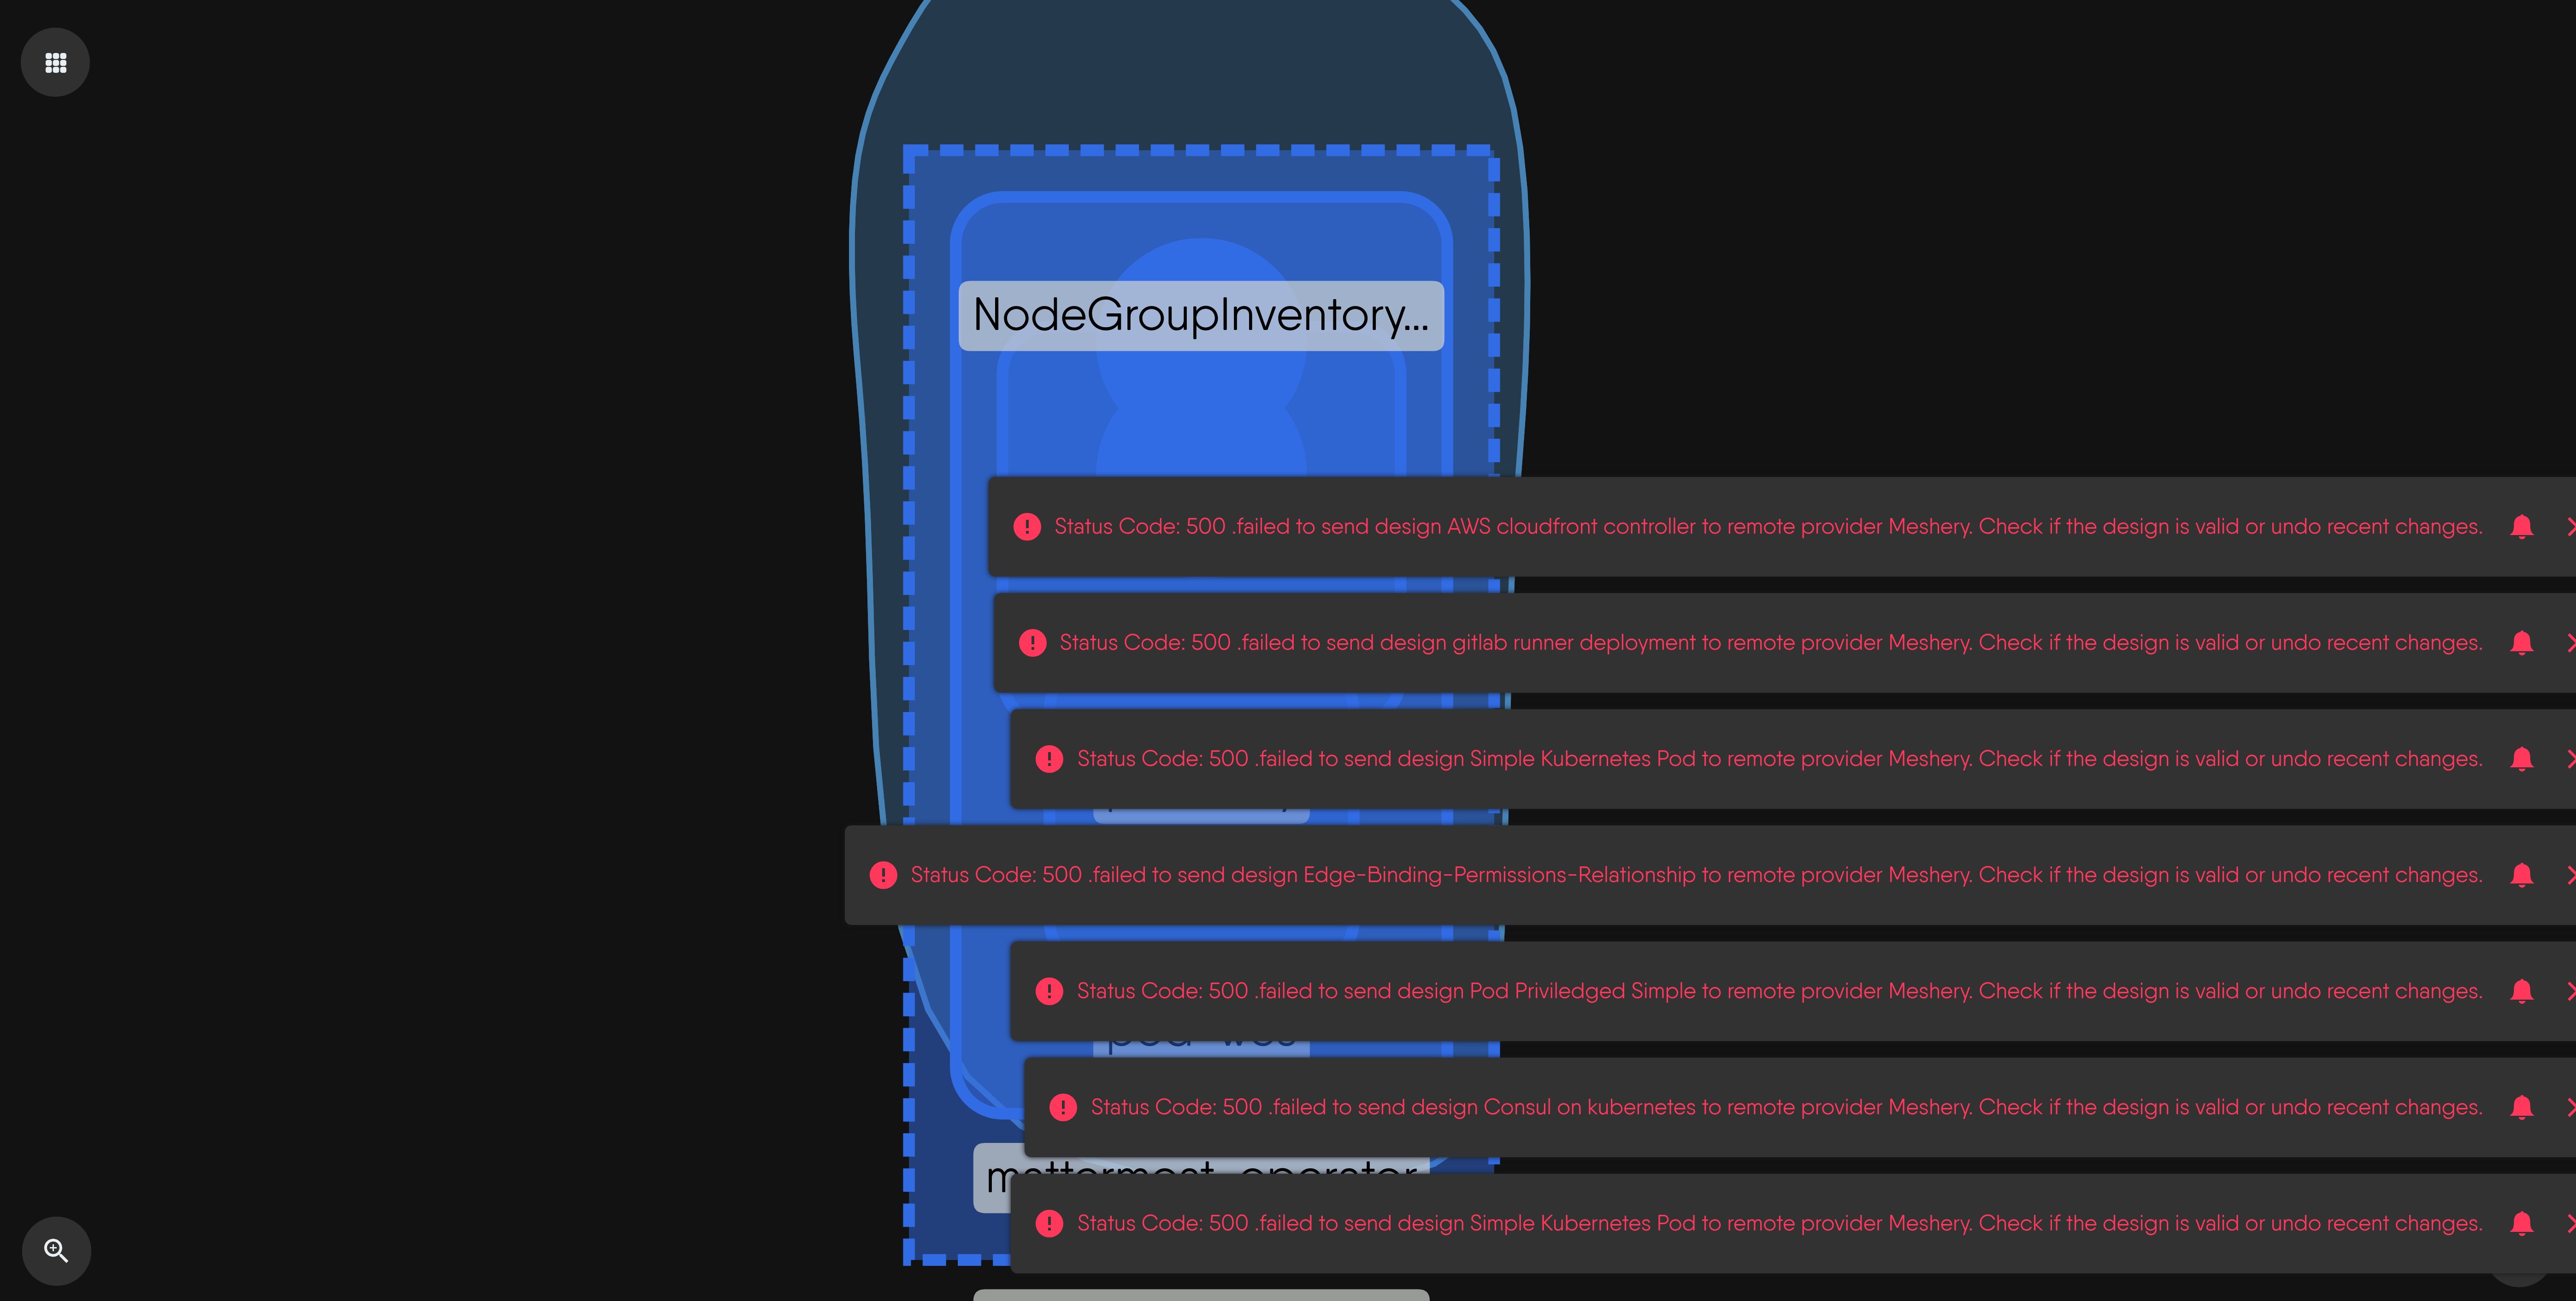 NodeGroupInventory...
Status Code: 500 .failed to send design AWS cloudfront controller to remote provider Meshery. Check if the design is valid or undo recent changes.
Status Code: 500 .failed to send design gitlab runner deployment to remote provider Meshery. Check if the design is valid or undo recent changes.
Status Code: 500 .failed to send design Simple Kubernetes Pod to remote provider Meshery. Check if the design is valid or undo recent changes.
Status Code: 500 .failed to send design Edge-Binding-Permissions-Relationship to remote provider Meshery. Check if the design is valid or undo recent changes.
Status Code: 500 .failed to send design Pod Priviledged Simple to remote provider Meshery. Check if the design is valid or undo recent changes.
Status Code: 500 .failed to send design Consul on kubernetes to remote provider Meshery. Check if the design is valid or undo recent changes.
mattermost-operator
Status Code: 500 .failed to send design Simple Kubernetes Pod to remote provider Meshery. Check if the design is valid or undo recent changes.